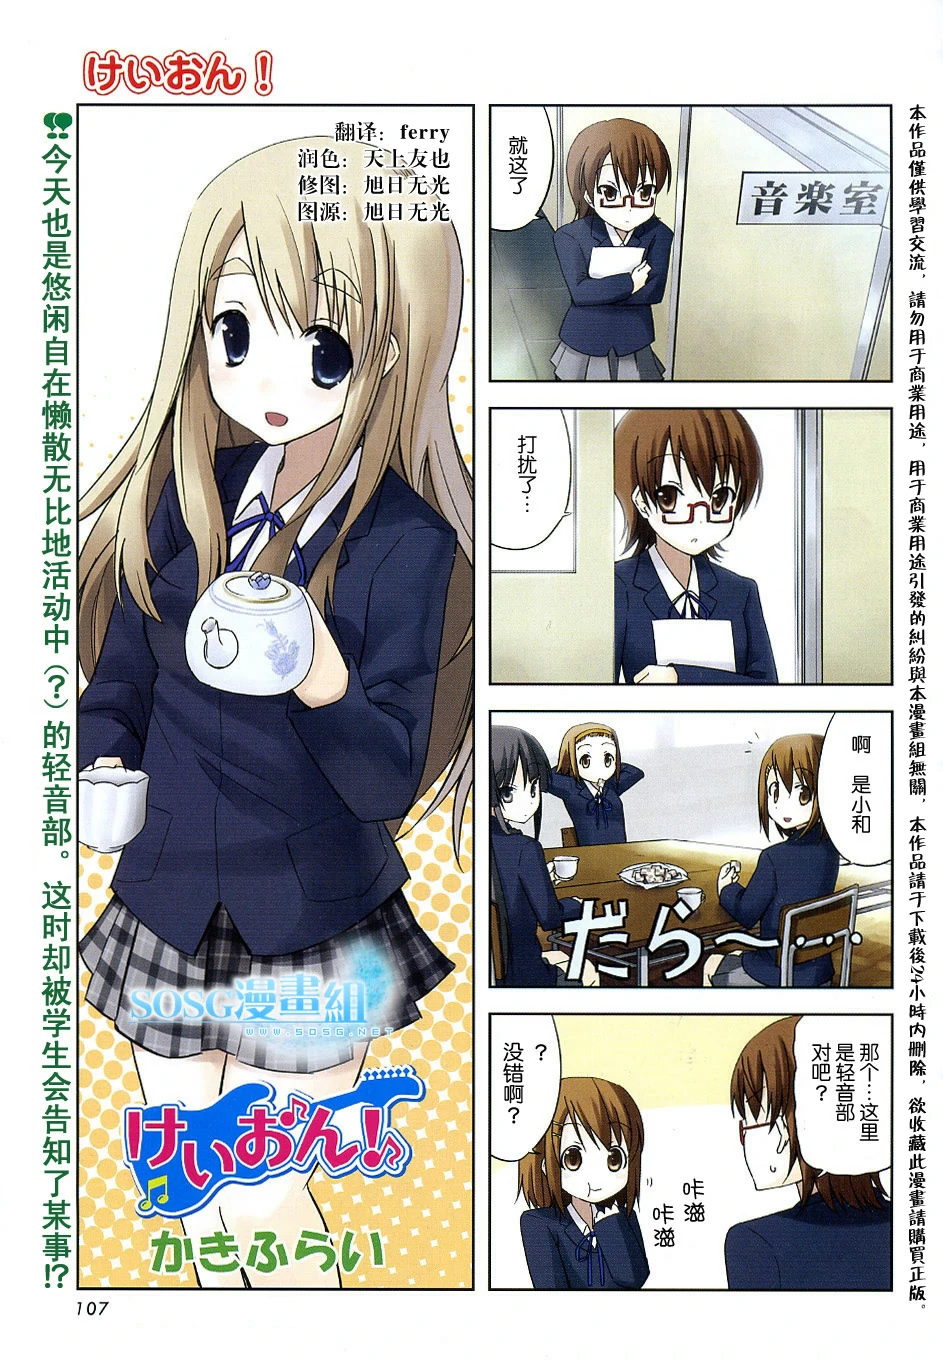 けいおん！
翻译：ferry
润色：天上友也
修图：旭日无光
图源：旭日无光
!!今天也是悠闲自在懒散无比地活动中（？）的轻音部。这时却被学生会告知了某事!?
SOSG漫畫組
WWW.SOSG.NET
けいおん!
かきふらい
107
就这了
音楽室
打扰了…
啊 是小和
だら〜…
那个…这里
是轻音部
对吧？
？
没错啊？
咔滋
咔滋
本作品僅供學習交流，請勿用于商業用途，用于商業用途引發的糾紛與本漫畫組無關，本作品請于下載後24小時内删除，欲收藏此漫畫請購買正版。